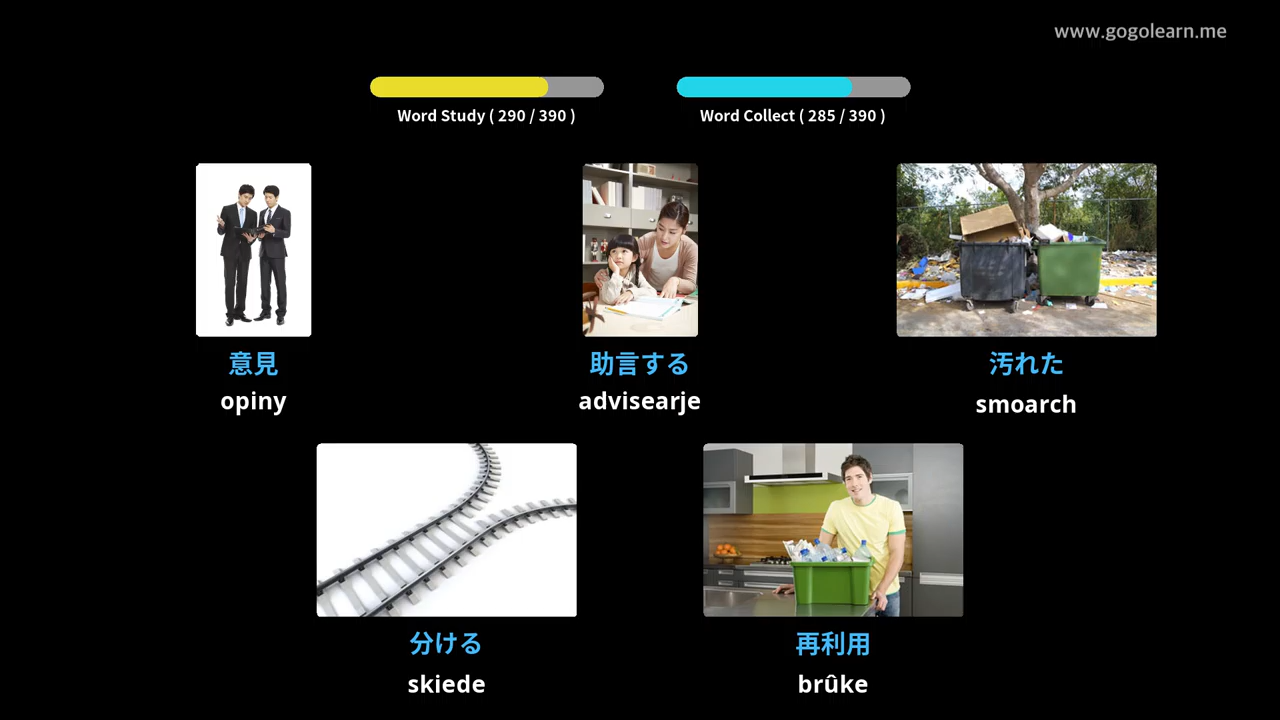 www.gogolearn.me
Word Study ( 290 / 390 )
Word Collect ( 285 / 390 )
意見
opiny
助言する
advisearje
汚れた
smoarch
分ける
skiede
再利用
brûke